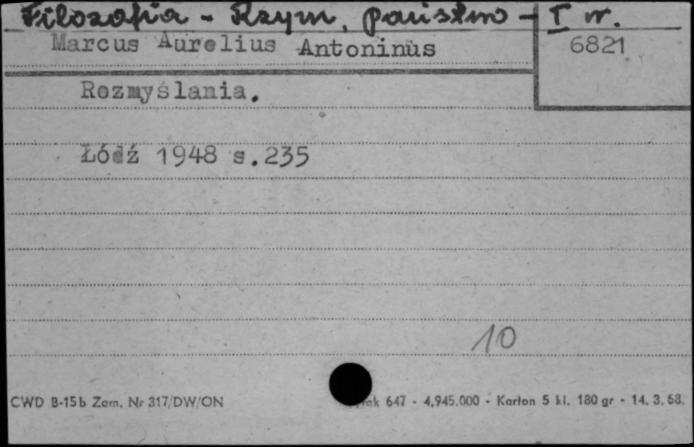 Filozofia - Rzym, państwo - I w.
Marcus Aurelius Antoninus
6821
Rozmyślania.
Łódź 1948 s.235
10
CWD B-15b Zam. Nr 317/DW/ON
647 - 4.945.000 - Karton 5 kl. 180 gr - 14.3.68.